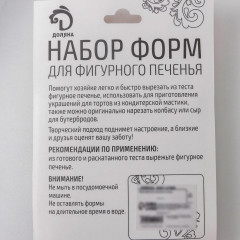 ДОЛЯНА
НАБОР ФОРМ
ДЛЯ ФИГУРНОГО ПЕЧЕНЬЯ
Помогут хозяйке легко и быстро вырезать из теста
фигурное печенье, использовать для приготовления
украшений для тортов из кондитерской мастики,
также можно оригинально нарезать колбасу или сыр
для бутербродов.
Творческий подход поднимет настроение, а близкие
и друзья оценят вашу заботу!
РЕКОМЕНДАЦИИ ПО ПРИМЕНЕНИЮ:
из готового и раскатанного теста вырежьте фигурное
печенье.
ВНИМАНИЕ!
Не мыть в посудомоечной
машине.
Не оставлять формы
на длительное время в воде.